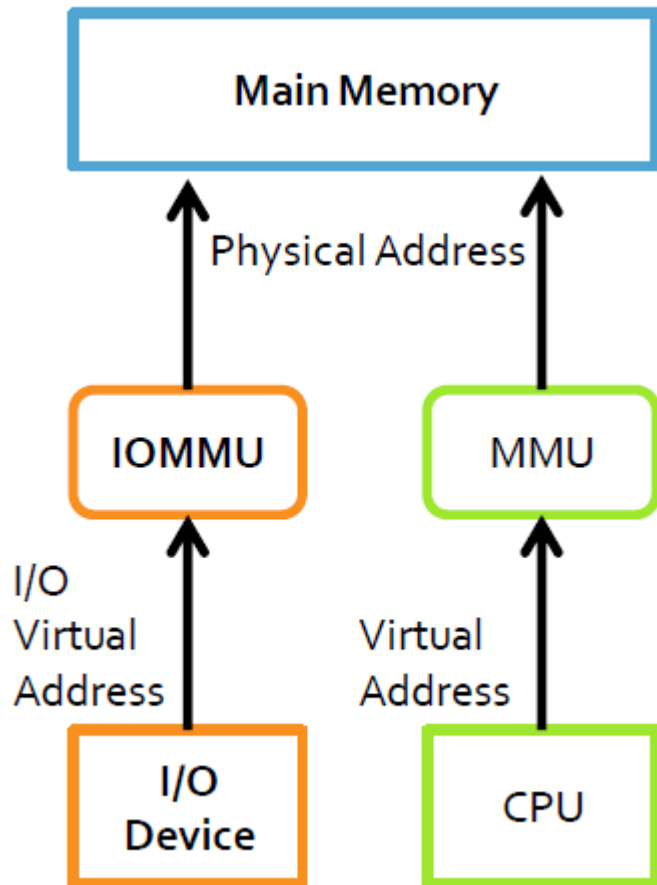 Main Memory
Physical Address
IOMMU
MMU
I/O
Virtual
Address
Virtual
Address
I/O
Device
CPU